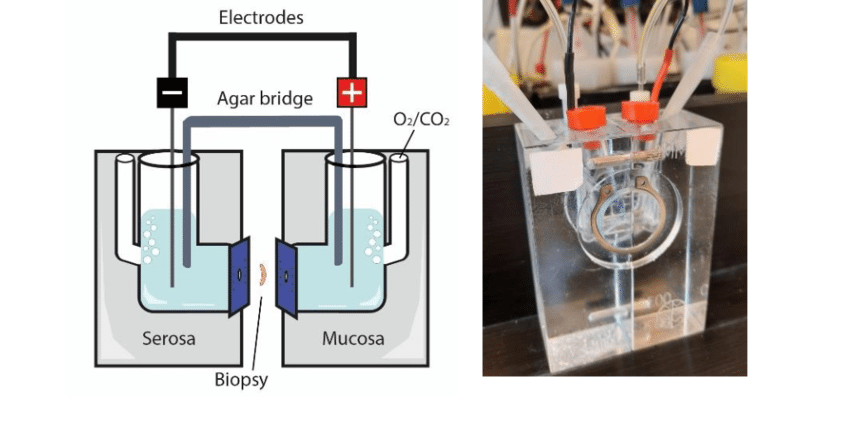 Electrodes
−
+
Agar bridge
O₂/CO₂
Serosa
Mucosa
Biopsy